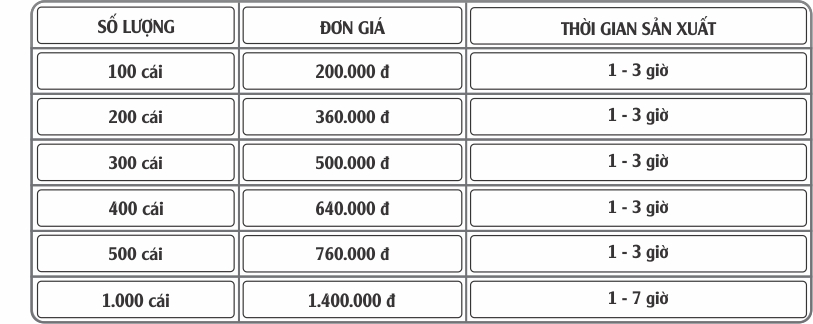 SỐ LƯỢNG ĐƠN GIÁ THỜI GIAN SẢN XUẤT
100 cái 200.000 đ 1 - 3 giờ
200 cái 360.000 đ 1 - 3 giờ
300 cái 500.000 đ 1 - 3 giờ
400 cái 640.000 đ 1 - 3 giờ
500 cái 760.000 đ 1 - 3 giờ
1.000 cái 1.400.000 đ 1 - 7 giờ